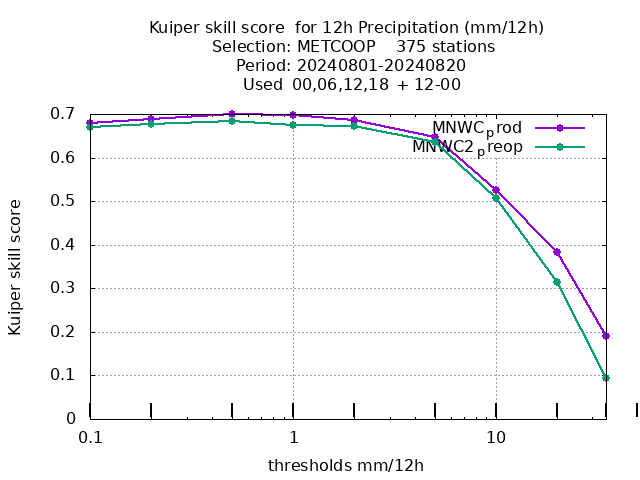 Kuiper skill score  for 12h Precipitation (mm/12h)
Selection: METCOOP    375 stations
Period: 20240801-20240820
Used  00,06,12,18  + 12-00
MNWC_prod
MNWC2_preop
0.7
0.6
0.5
0.4
0.3
0.2
0.1
0
Kuiper skill score
0.1
1
10
thresholds mm/12h